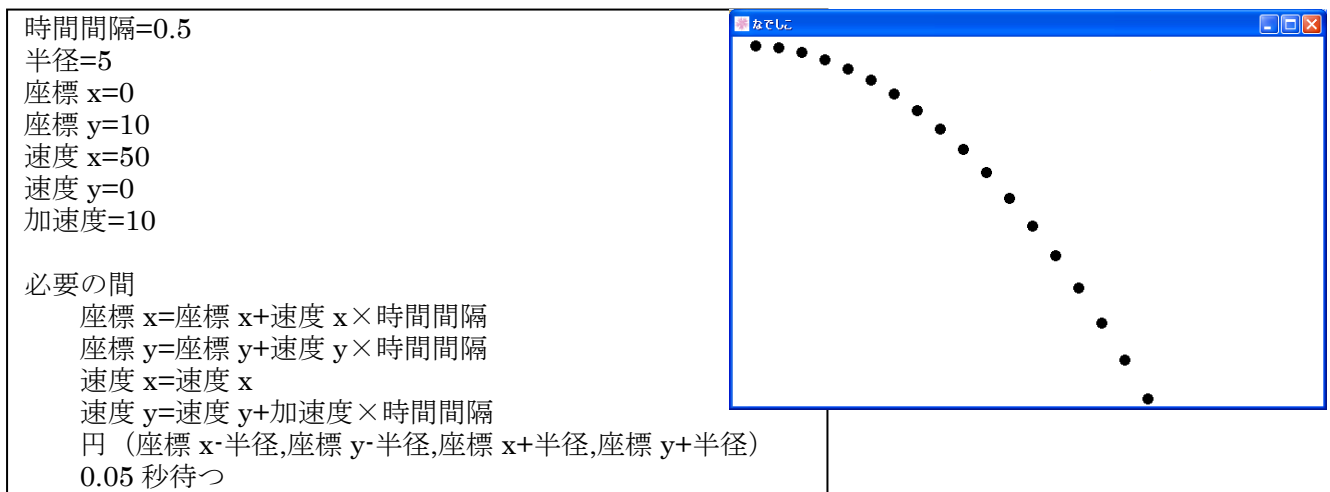 時間間隔=0.5
半径=5
座標 x=0
座標 y=10
速度 x=50
速度 y=0
加速度=10
必要の間
座標 x=座標 x+速度 x×時間間隔
座標 y=座標 y+速度 y×時間間隔
速度 x=速度 x
速度 y=速度 y+加速度×時間間隔
円（座標 x-半径,座標 y-半径,座標 x+半径,座標 y+半径）
0.05 秒待つ
なでしこ